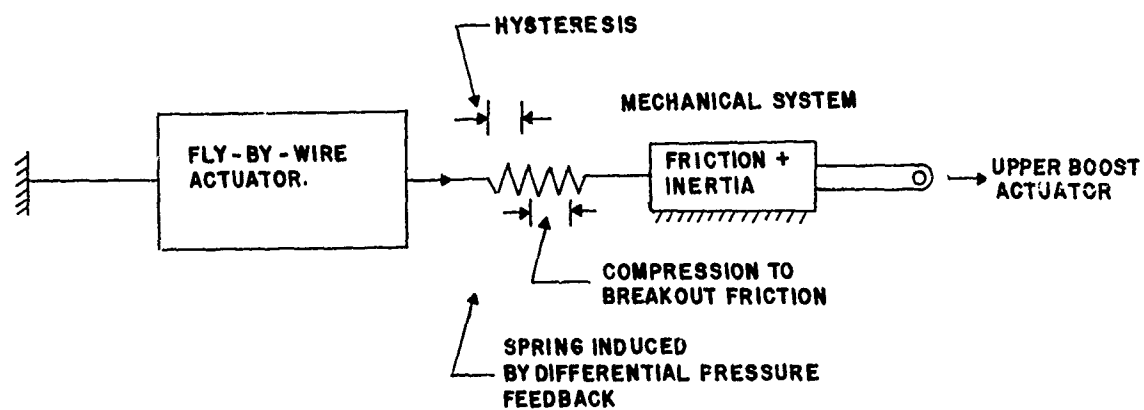 HYSTERESIS
MECHANICAL SYSTEM
FLY-BY-WIRE
ACTUATOR.
FRICTION +
INERTIA
UPPER BOOST
ACTUATOR
COMPRESSION TO
BREAKOUT FRICTION
SPRING INDUCED
BY DIFFERENTIAL PRESSURE
FEEDBACK